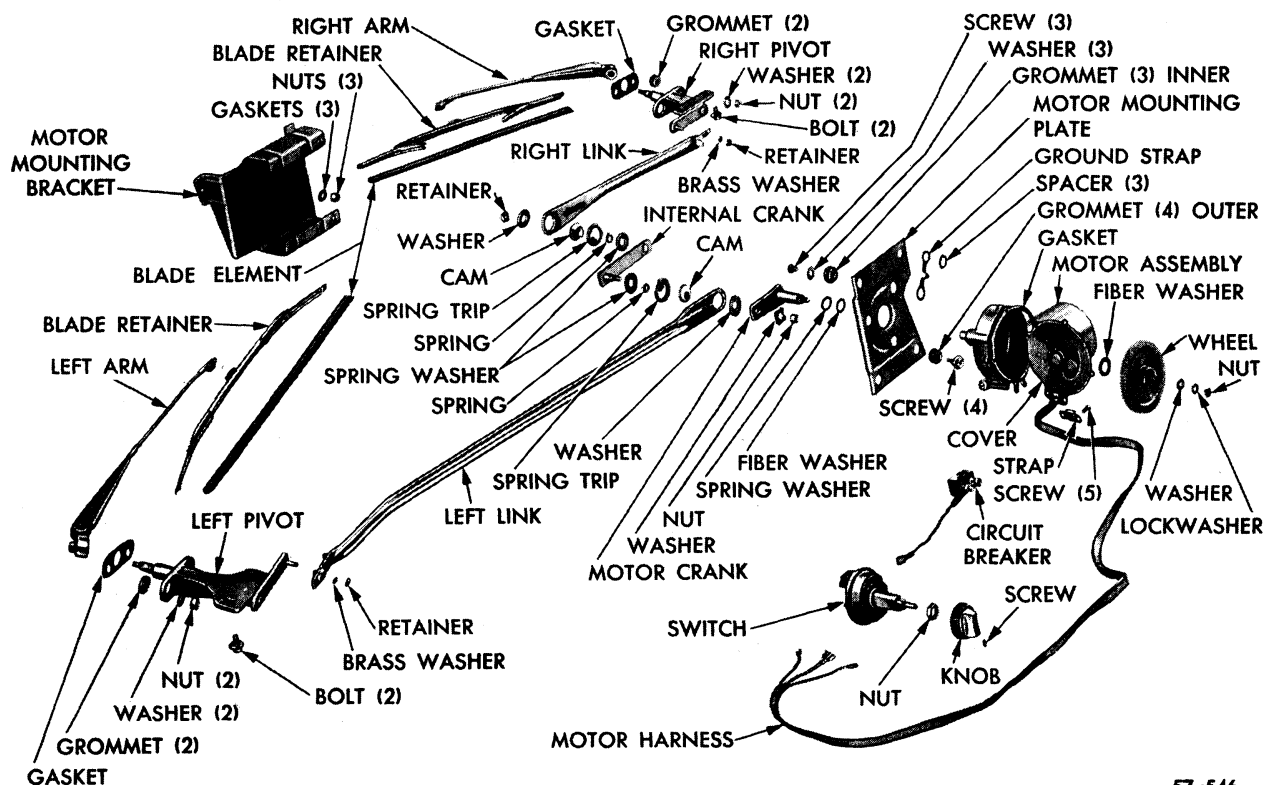 RIGHT ARM
BLADE RETAINER
NUTS (3)
GASKETS (3)
MOTOR
MOUNTING
BRACKET
GASKET
GROMMET (2)
RIGHT PIVOT
WASHER (2)
NUT (2)
BOLT (2)
RETAINER
BRASS WASHER
RIGHT LINK
RETAINER
WASHER
INTERNAL CRANK
CAM
CAM
BLADE ELEMENT
SPRING TRIP
SPRING
SPRING WASHER
SPRING
BLADE RETAINER
LEFT ARM
SCREW (3)
WASHER (3)
GROMMET (3) INNER
MOTOR MOUNTING
PLATE
GROUND STRAP
SPACER (3)
GROMMET (4) OUTER
GASKET
MOTOR ASSEMBLY
FIBER WASHER
WHEEL
NUT
SCREW (4)
COVER
STRAP
SCREW (5)
WASHER
LOCKWASHER
WASHER
SPRING TRIP
LEFT LINK
FIBER WASHER
SPRING WASHER
NUT
WASHER
MOTOR CRANK
CIRCUIT
BREAKER
LEFT PIVOT
RETAINER
BRASS WASHER
BOLT (2)
NUT (2)
WASHER (2)
GROMMET (2)
GASKET
SWITCH
NUT
KNOB
SCREW
MOTOR HARNESS